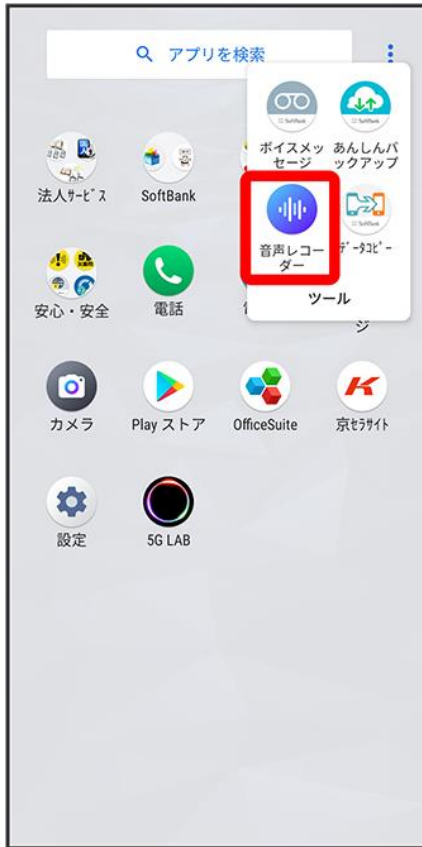 アプリを検索
ボイスメッ
セージ
あんしんバ
ックアップ
法人ｻｰﾋﾞｽ
SoftBank
音声レコー
ダー
ﾃﾞｰﾀｺﾋﾟｰ
ツール
安心・安全
電話
ジ
カメラ
Play ストア
OfficeSuite
京ｾﾗｻｲﾄ
設定
5G LAB